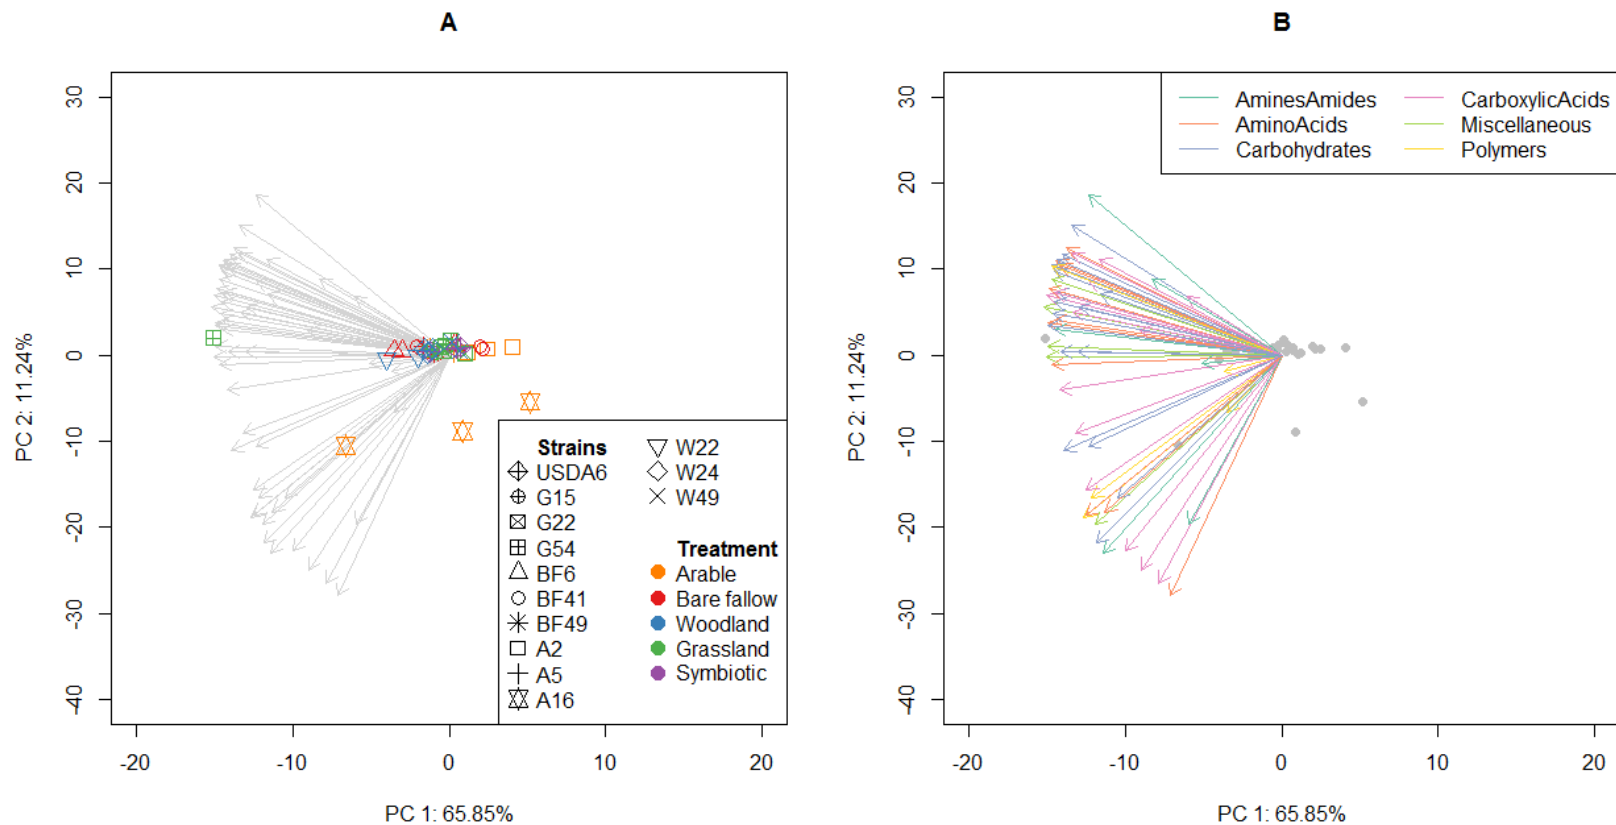 A
30
20
10
0
-10
-20
-30
-40
PC 2: 11.24%
-20
-10
0
10
20
PC 1: 65.85%
Strains
USDA6
G15
G22
G54
BF6
BF41
BF49
A2
A5
A16
W22
W24
W49
Treatment
Arable
Bare fallow
Woodland
Grassland
Symbiotic
B
30
20
10
0
-10
-20
-30
-40
PC 2: 11.24%
-20
-10
0
10
20
PC 1: 65.85%
AminesAmides
AminoAcids
Carbohydrates
CarboxylicAcids
Miscellaneous
Polymers